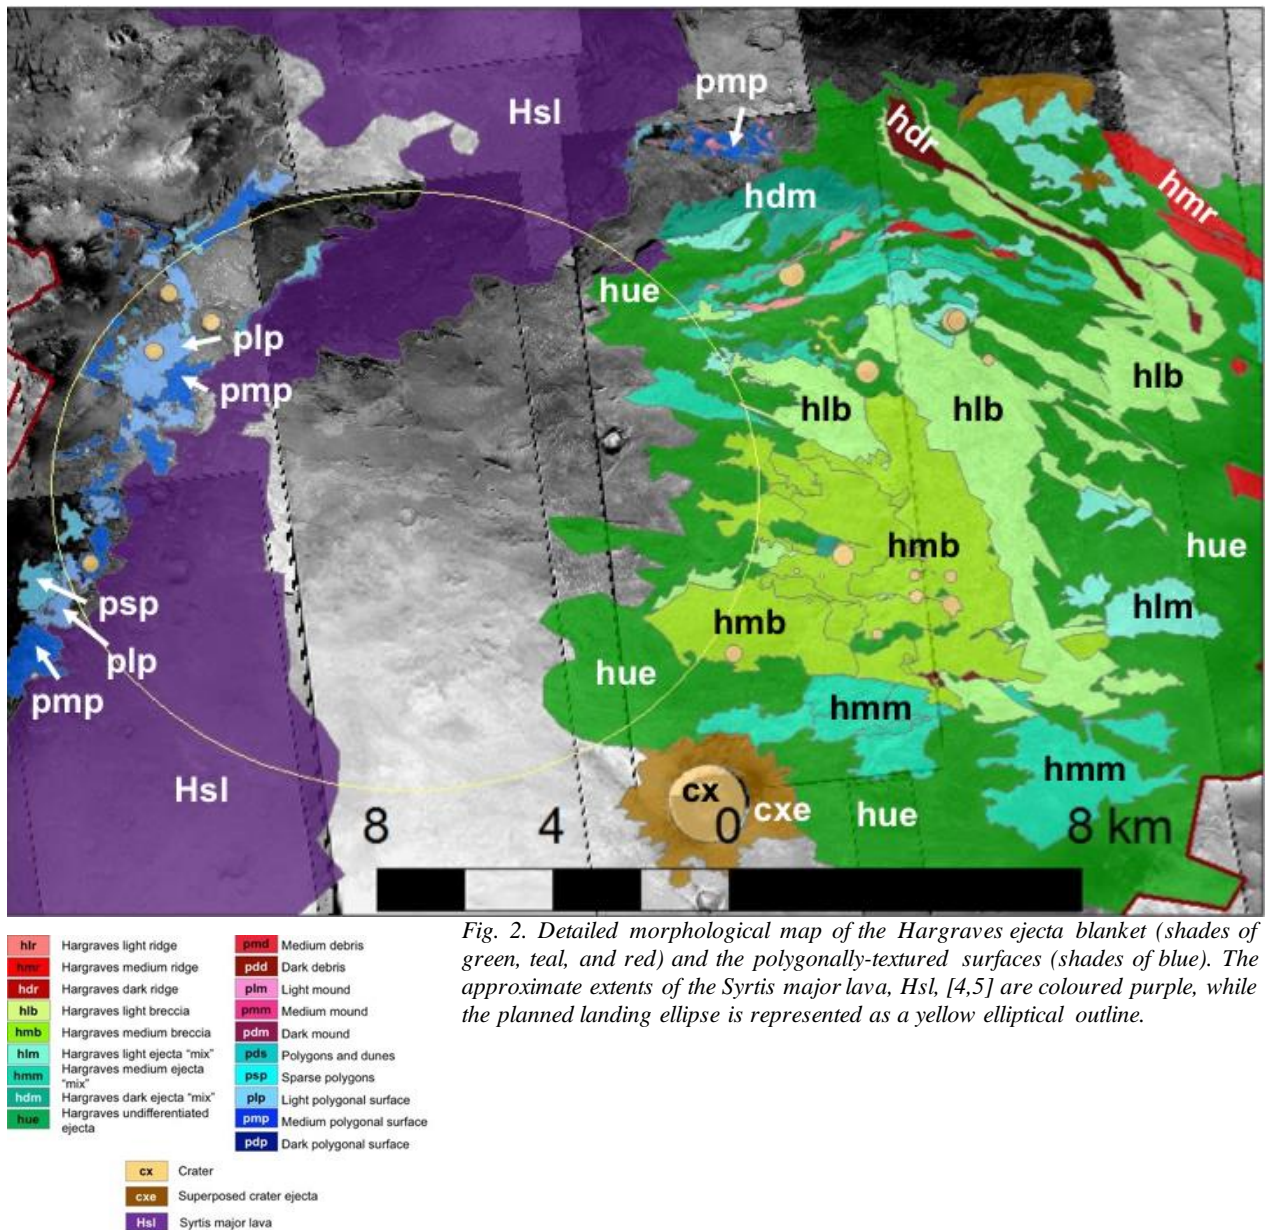 pmp
Hsl
hdr
hmr
hdm
hue
plp
pmp
hlb
hlb
hlb
hmb
hue
psp
hlm
hmb
plp
hue
pmp
hmm
hmm
Hsl
cx
cxe
hue
8 4 0 8 km
Fig. 2. Detailed morphological map of the Hargraves ejecta blanket (shades of
green, teal, and red) and the polygonally-textured surfaces (shades of blue). The
approximate extents of the Syrtis major lava, Hsl, [4,5] are coloured purple, while
the planned landing ellipse is represented as a yellow elliptical outline.
hlr Hargraves light ridge
hmr Hargraves medium ridge
hdr Hargraves dark ridge
hlb Hargraves light breccia
hmb Hargraves medium breccia
hlm Hargraves light ejecta “mix”
hmm Hargraves medium ejecta
“mix”
hdm Hargraves dark ejecta “mix”
hue Hargraves undifferentiated
ejecta
pmd Medium debris
pdd Dark debris
plm Light mound
pmm Medium mound
pdm Dark mound
pds Polygons and dunes
psp Sparse polygons
plp Light polygonal surface
pmp Medium polygonal surface
pdp Dark polygonal surface
cx Crater
cxe Superposed crater ejecta
Hsl Syrtis major lava